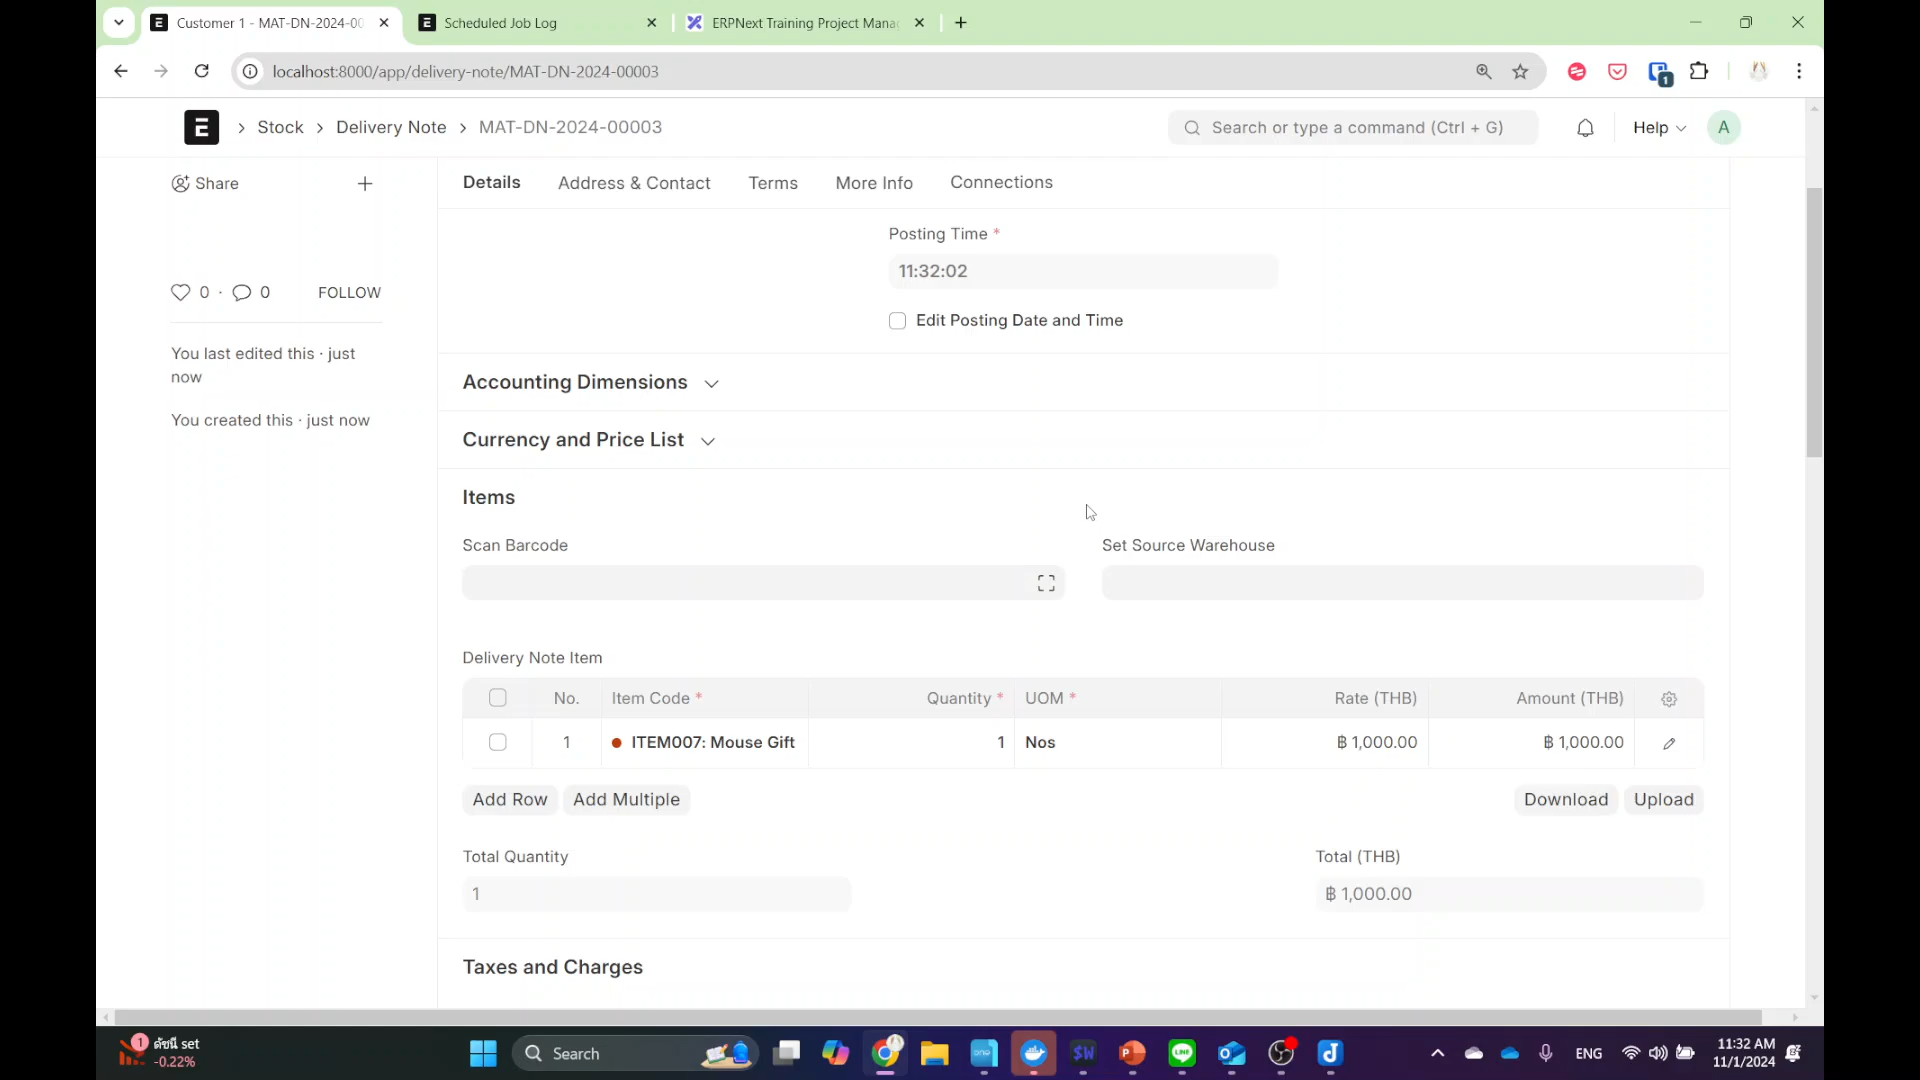 Customer 1 - MAT-DN-2024-00
Scheduled Job Log
ERPNext Training Project Mana
localhost:8000/app/delivery-note/MAT-DN-2024-00003
1
E
Stock
Delivery Note
MAT-DN-2024-00003
Search or type a command (Ctrl + G)
Help
A
Share
Details
Address & Contact
Terms
More Info
Connections
Posting Time *
11:32:02
Edit Posting Date and Time
0 · 0
FOLLOW
You last edited this · just
now
You created this · just now
Accounting Dimensions
Currency and Price List
Items
Scan Barcode
Set Source Warehouse
Delivery Note Item
No.
Item Code *
Quantity *
UOM *
Rate (THB)
Amount (THB)
1
ITEM007: Mouse Gift
1
Nos
฿ 1,000.00
฿ 1,000.00
Add Row
Add Multiple
Download
Upload
Total Quantity
Total (THB)
1
฿ 1,000.00
Taxes and Charges
1
ดัชนี set
-0.22%
Search
ENG
11:32 AM
11/1/2024